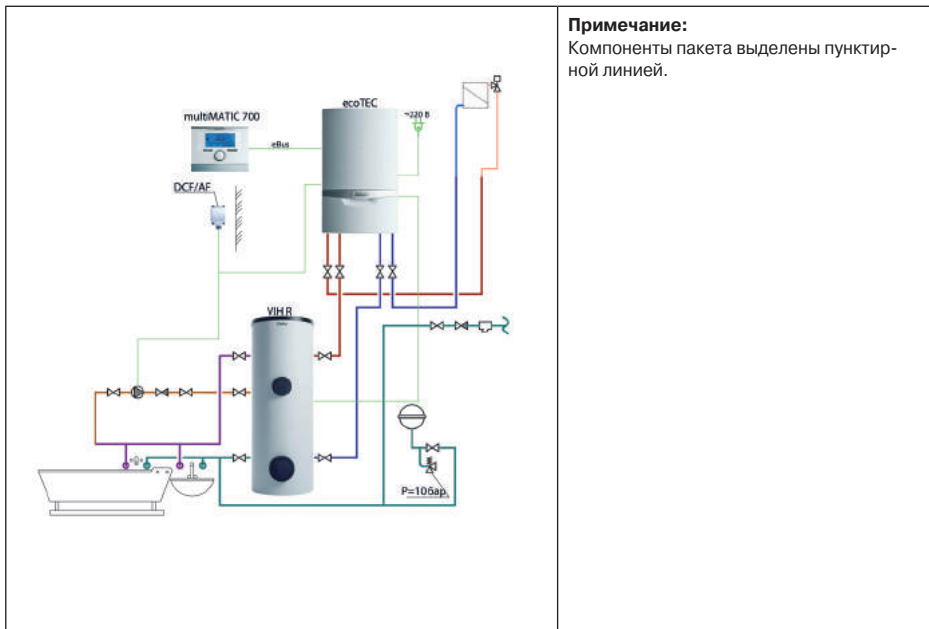 Примечание:
Компоненты пакета выделены пунктир-
ной линией.
ecoTEC
multiMATIC 700
~220 В
eBus
DCF/AF
VIH R
P=10бар